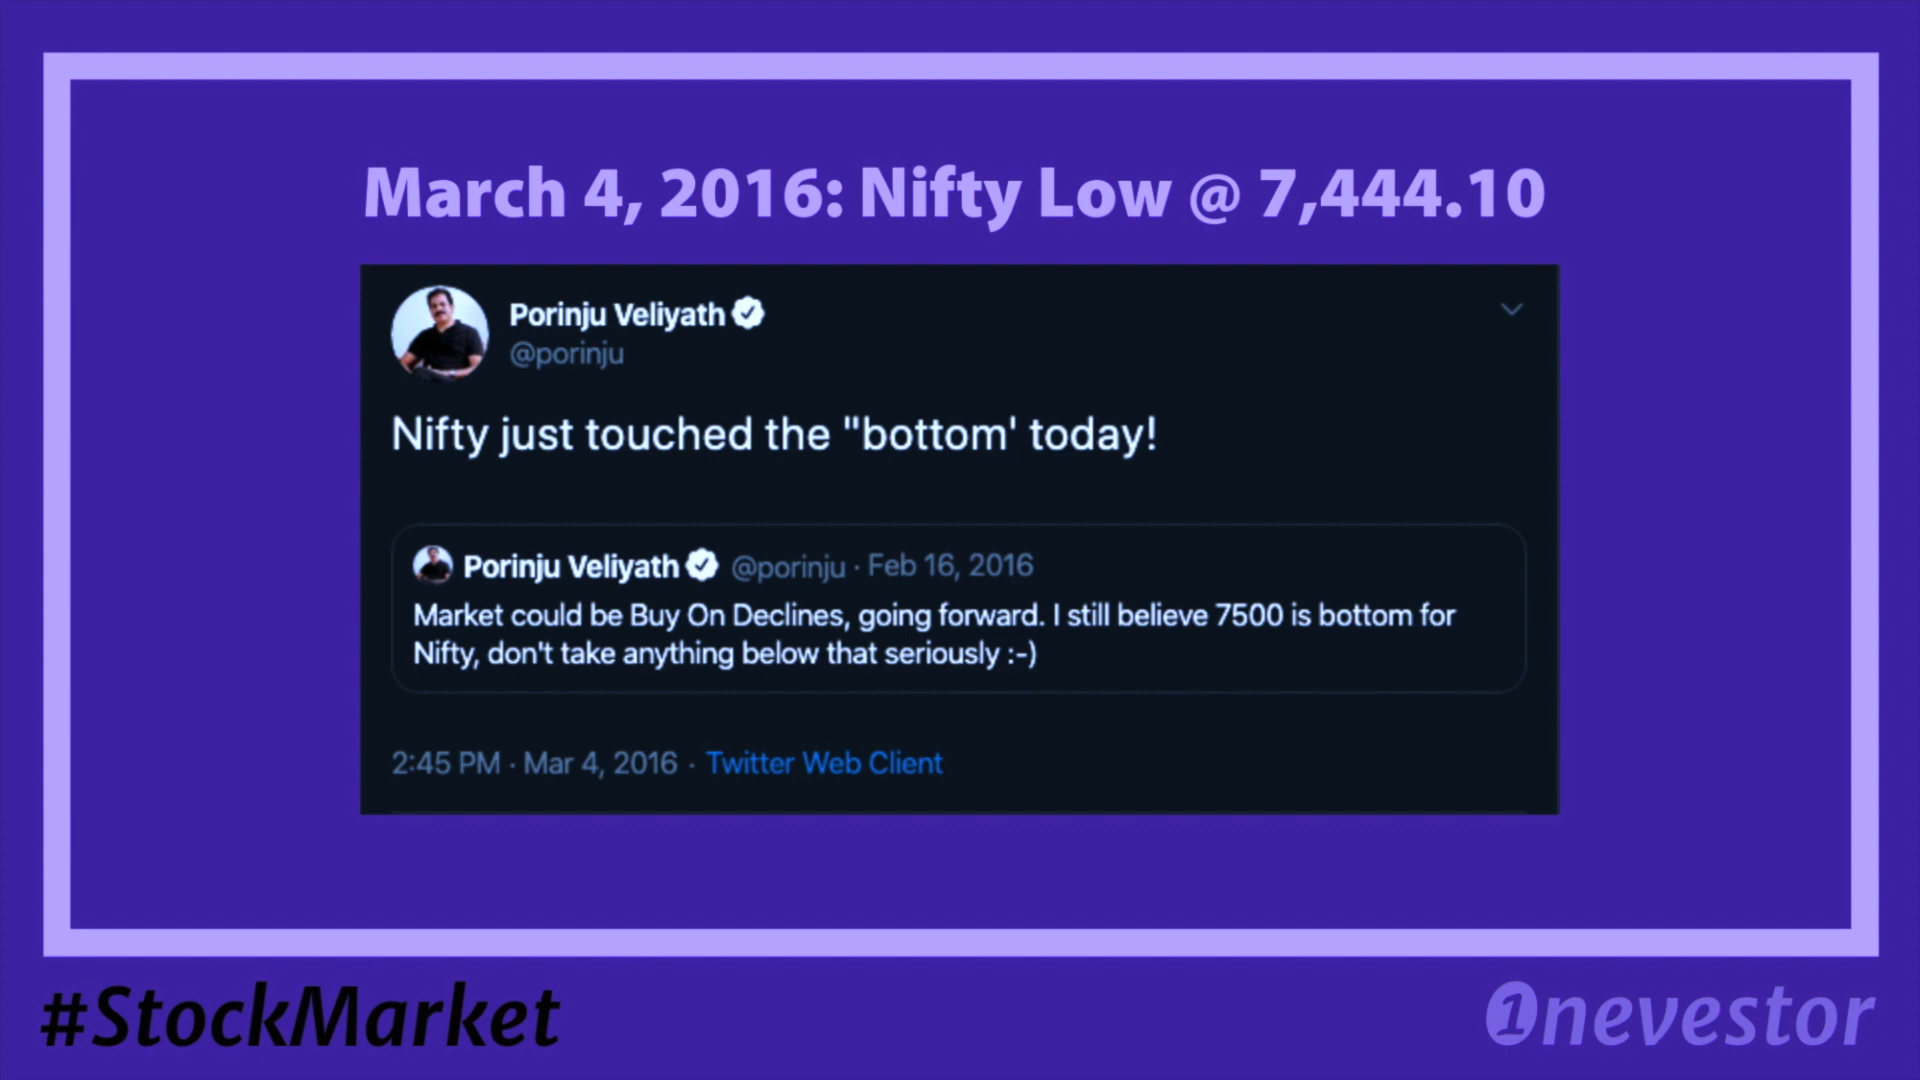 March 4, 2016: Nifty Low @ 7,444.10
Porinju Veliyath
@porinju
Nifty just touched the "bottom' today!
Porinju Veliyath @porinju · Feb 16, 2016
Market could be Buy On Declines, going forward. I still believe 7500 is bottom for
Nifty, don't take anything below that seriously :-)
2:45 PM · Mar 4, 2016 · Twitter Web Client
#StockMarket
1nevestor